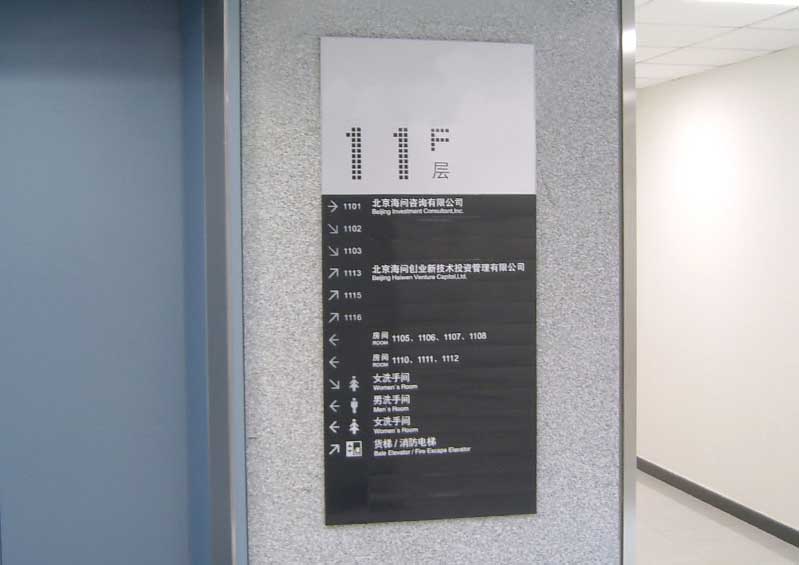 11F
层
→ 1101 北京海问咨询有限公司
Beijing Investment Consultant,Inc.
↘ 1102
↘ 1103
↗ 1113 北京海问创业新技术投资管理有限公司
Beijing Haiwen Venture Capital,Ltd.
↗ 1115
↗ 1116
← 房间 1105、1106、1107、1108
ROOM
← 房间 1110、1111、1112
ROOM
↘ 女洗手间
Women's Room
← 男洗手间
Men's Room
← 女洗手间
Women's Room
↗ 货梯 / 消防电梯
Bale Elevator / Fire Escape Elevator